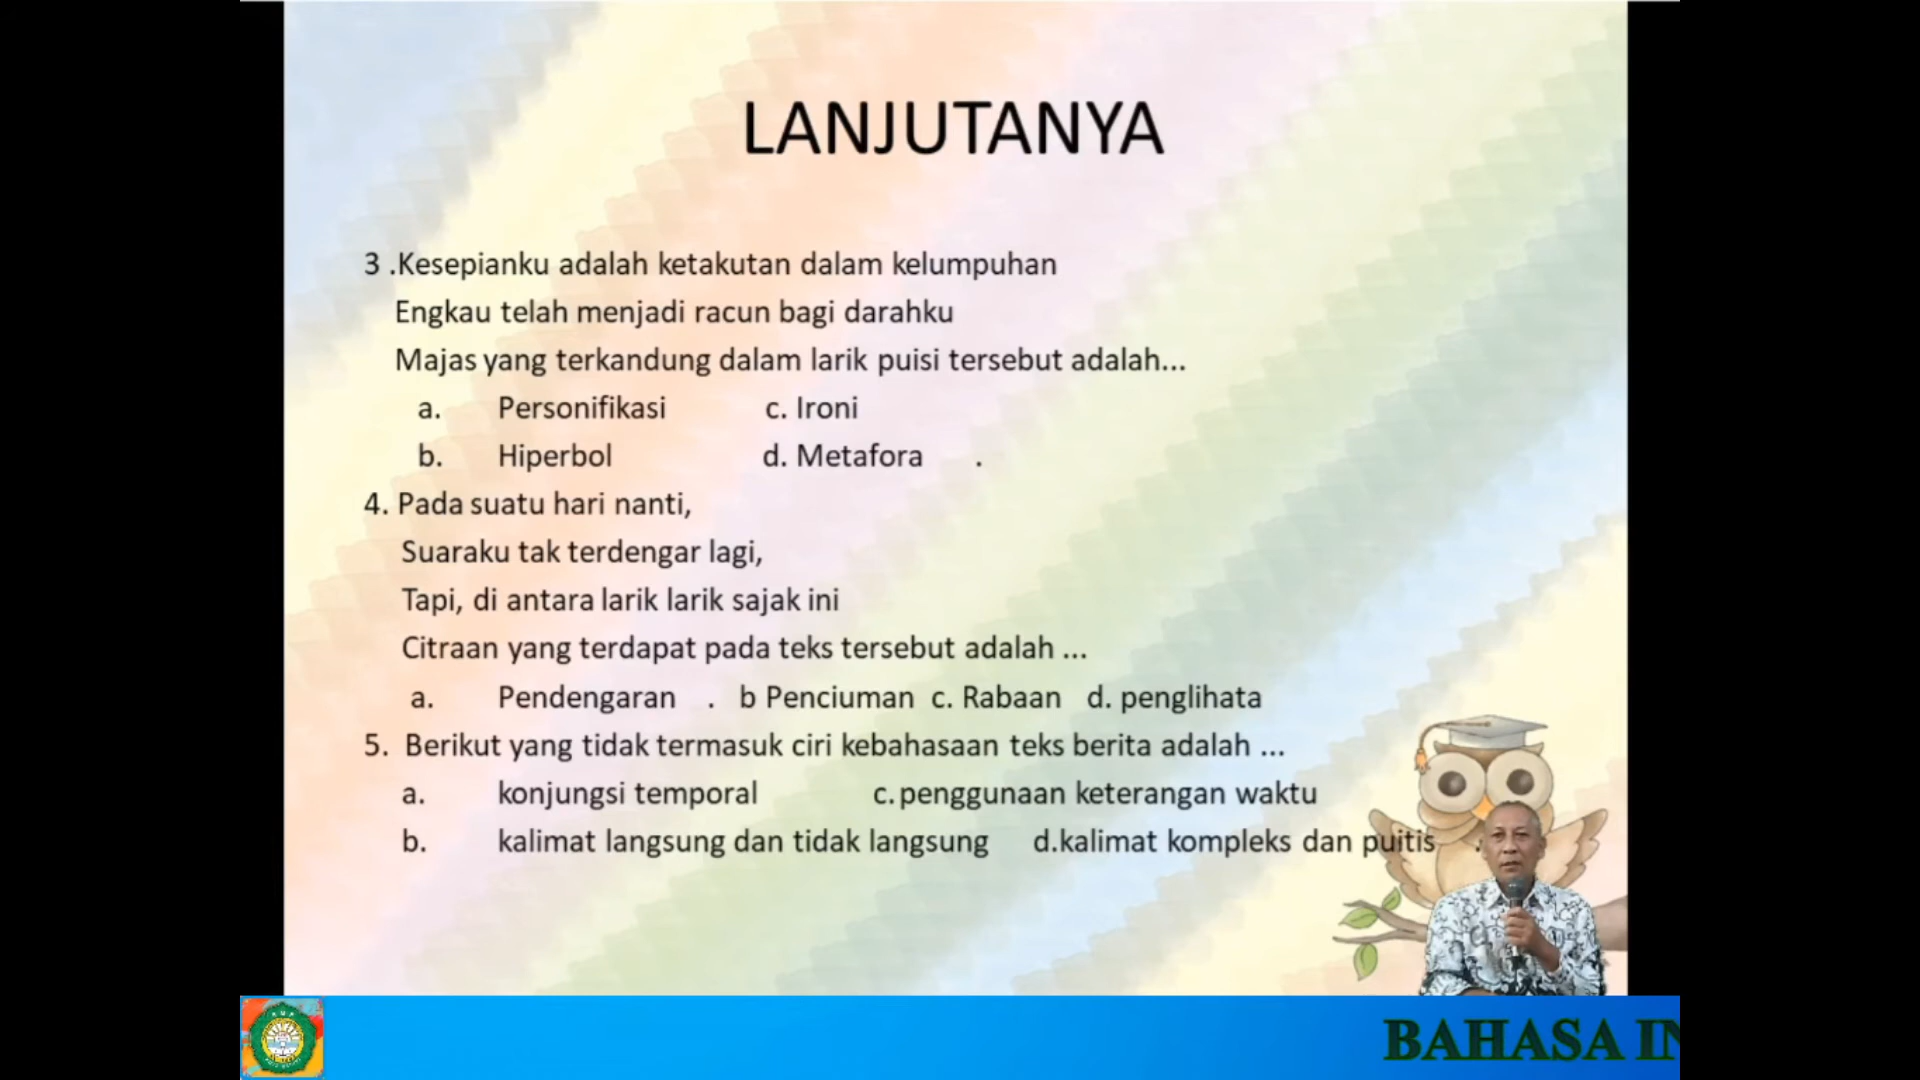 LANJUTANYA
3 .Kesepianku adalah ketakutan dalam kelumpuhan
Engkau telah menjadi racun bagi darahku
Majas yang terkandung dalam larik puisi tersebut adalah...
a. Personifikasi c. Ironi
b. Hiperbol d. Metafora .
4. Pada suatu hari nanti,
Suaraku tak terdengar lagi,
Tapi, di antara larik larik sajak ini
Citraan yang terdapat pada teks tersebut adalah ...
a. Pendengaran . b Penciuman c. Rabaan d. penglihata
5. Berikut yang tidak termasuk ciri kebahasaan teks berita adalah ...
a. konjungsi temporal c. penggunaan keterangan waktu
b. kalimat langsung dan tidak langsung d.kalimat kompleks dan puitis .
BAHASA IN